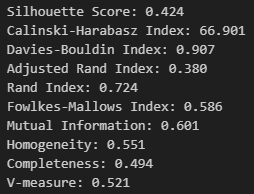 Silhouette Score: 0.424
Calinski-Harabasz Index: 66.901
Davies-Bouldin Index: 0.907
Adjusted Rand Index: 0.380
Rand Index: 0.724
Fowlkes-Mallows Index: 0.586
Mutual Information: 0.601
Homogeneity: 0.551
Completeness: 0.494
V-measure: 0.521